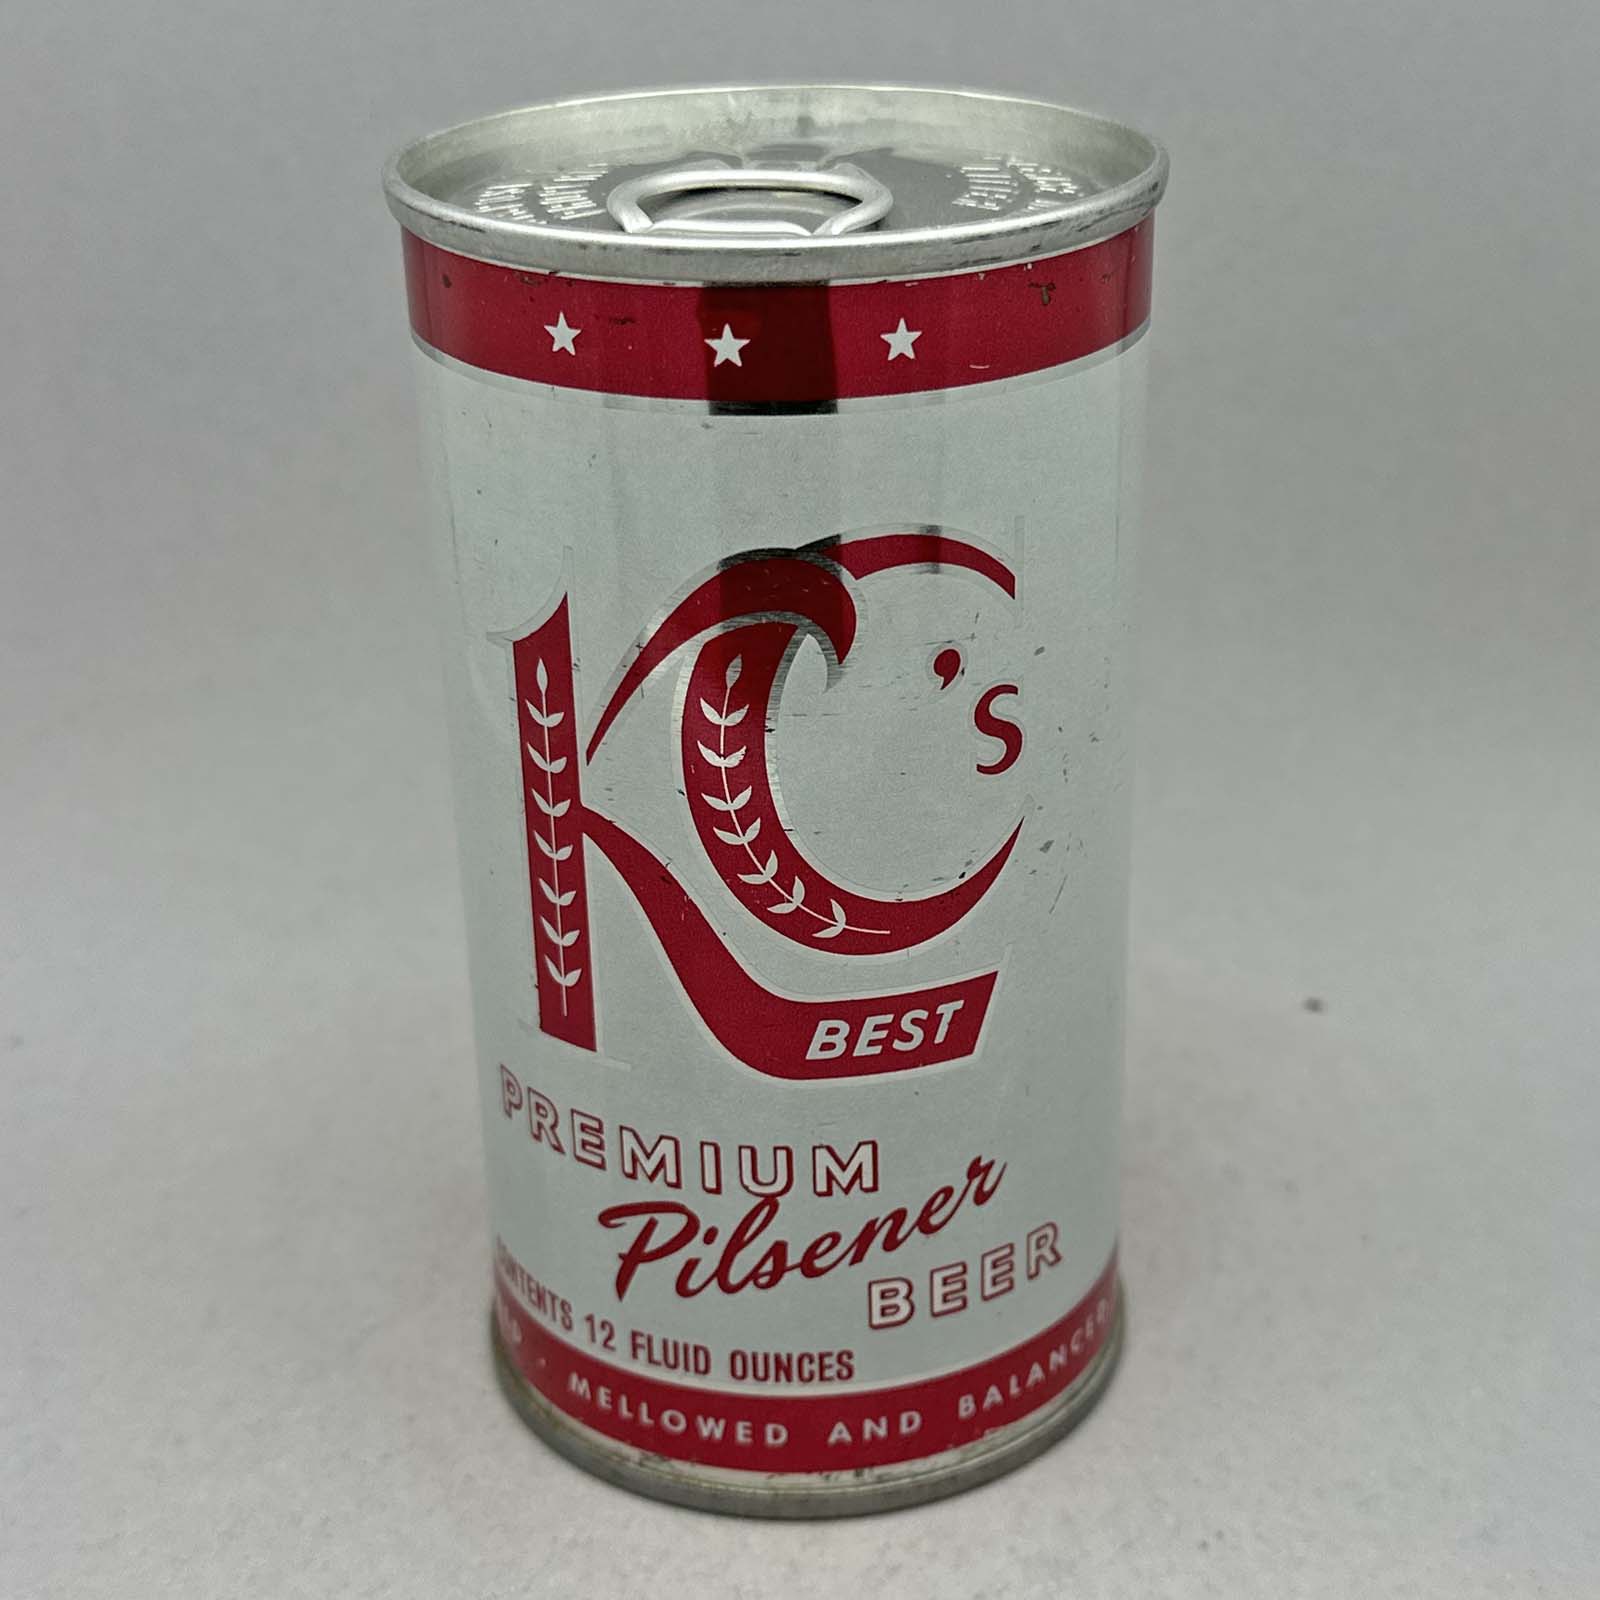 KC's
BEST
PREMIUM
Pilsener
BEER
CONTENTS 12 FLUID OUNCES
MELLOWED AND BALANCED